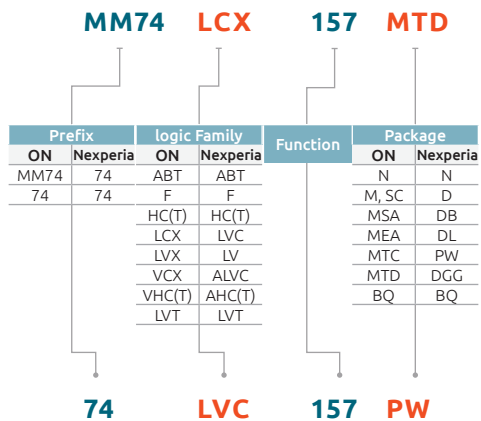 MM74 LCX 157 MTD
Prefix logic Family Function Package
ON Nexperia ON Nexperia ON Nexperia
MM74 74 ABT ABT N N
74 74 F F M, SC D
HC(T) HC(T) MSA DB
LCX LVC MEA DL
LVX LV MTC PW
VCX ALVC MTD DGG
VHC(T) AHC(T) BQ BQ
LVT LVT
74 LVC 157 PW